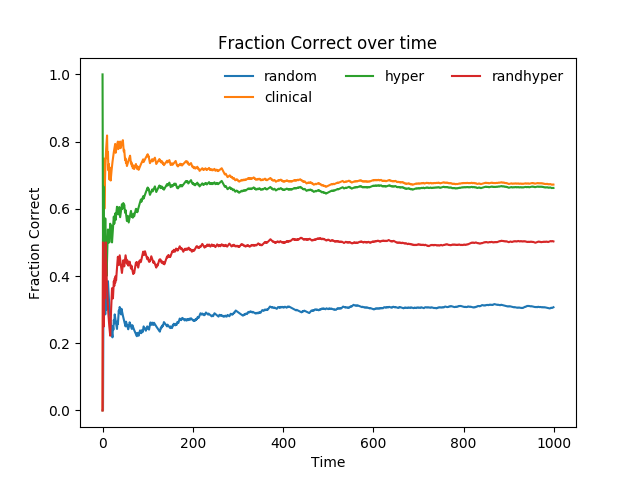 Fraction Correct over time
random
hyper
randhyper
clinical
1.0
0.8
0.6
0.4
0.2
0.0
Fraction Correct
0 200 400 600 800 1000
Time